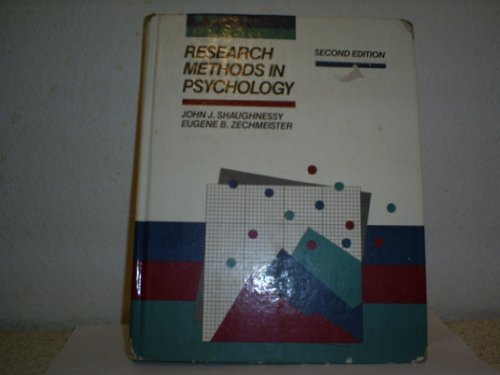 RESEARCH
METHODS IN
PSYCHOLOGY
SECOND EDITION
JOHN J. SHAUGHNESSY
EUGENE B. ZECHMEISTER